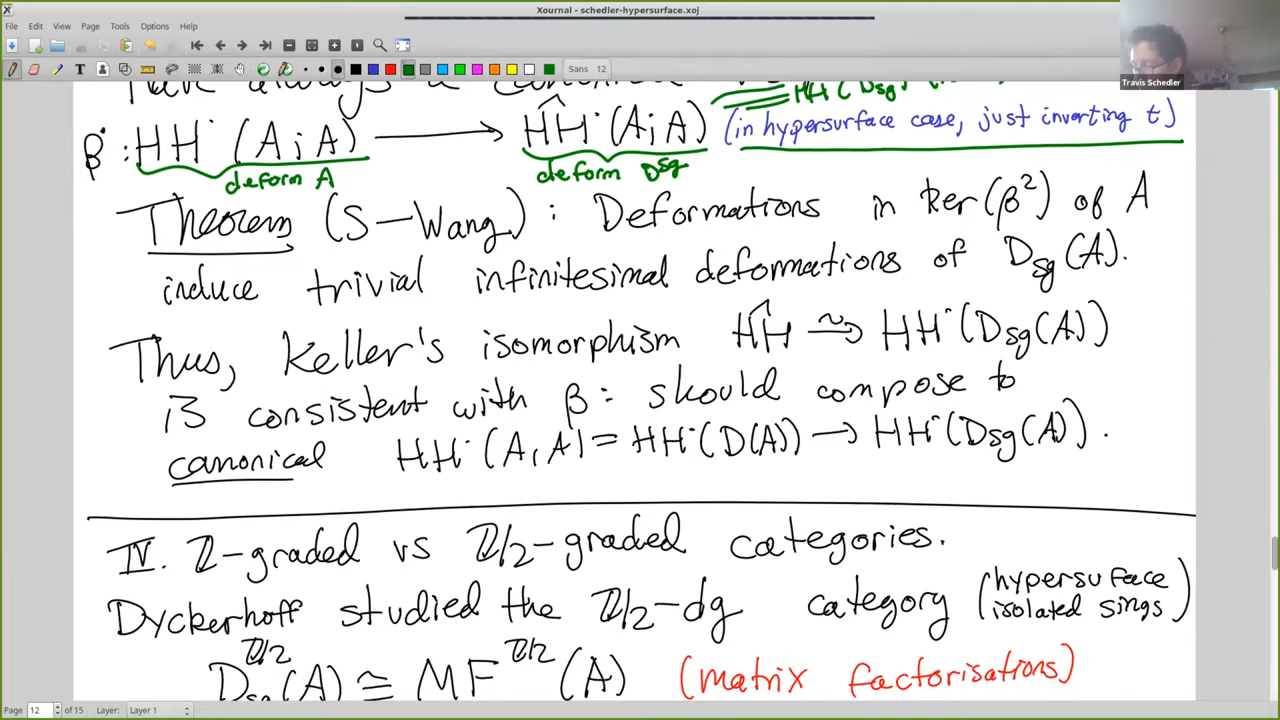 Xournal - schedler-hypersurface.xoj
File Edit View Page Tools Options Help
Sans 12
Travis Schedler
Have always a canonical
HH (Dsg,
β˙ : HH˙ (A; A) ⟶ ĤH˙ (A; A) (in hypersurface case, just inverting t)
deform A deform Dsg
Theorem (S–Wang): Deformations in ker(β²) of A
induce trivial infinitesimal deformations of Dsg(A).
Thus, Keller's isomorphism ĤH ⥲ HH˙(Dsg(A))
is consistent with β: should compose to
canonical HH˙(A, A) = HH˙(D(A)) → HH˙(Dsg(A)).
IV. ℤ-graded vs ℤ/2-graded categories.
Dyckerhoff studied the ℤ/2-dg category (hypersurface
isolated sings)
Dsg^ℤ/2(A) ≅ MF^ℤ/2(A) (matrix factorisations)
Page 12 of 15 Layer: Layer 1